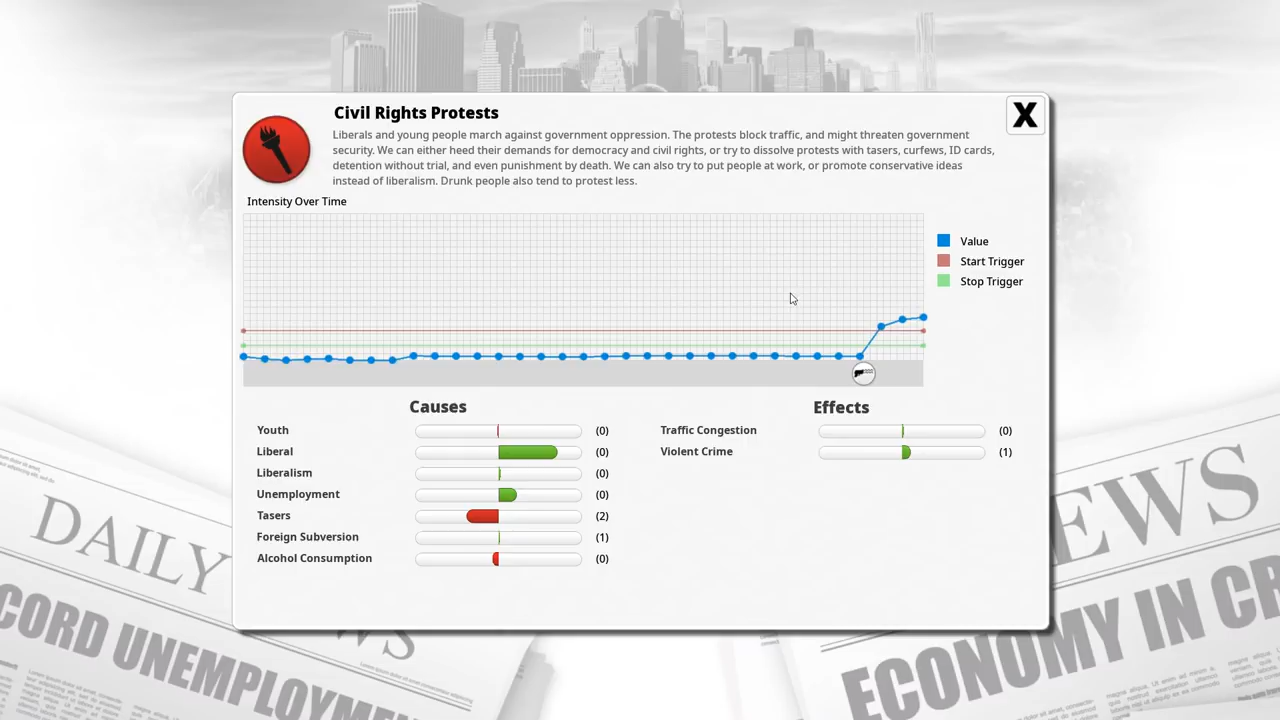 Civil Rights Protests
X
Liberals and young people march against government oppression. The protests block traffic, and might threaten government
security. We can either heed their demands for democracy and civil rights, or try to dissolve protests with tasers, curfews, ID cards,
detention without trial, and even punishment by death. We can also try to put people at work, or promote conservative ideas
instead of liberalism. Drunk people also tend to protest less.
Intensity Over Time
Value
Start Trigger
Stop Trigger
Causes
Youth (0)
Liberal (0)
Liberalism (0)
Unemployment (0)
Tasers (2)
Foreign Subversion (1)
Alcohol Consumption (0)
Effects
Traffic Congestion (0)
Violent Crime (1)
DAILY
NEWS
ECONOMY IN CR